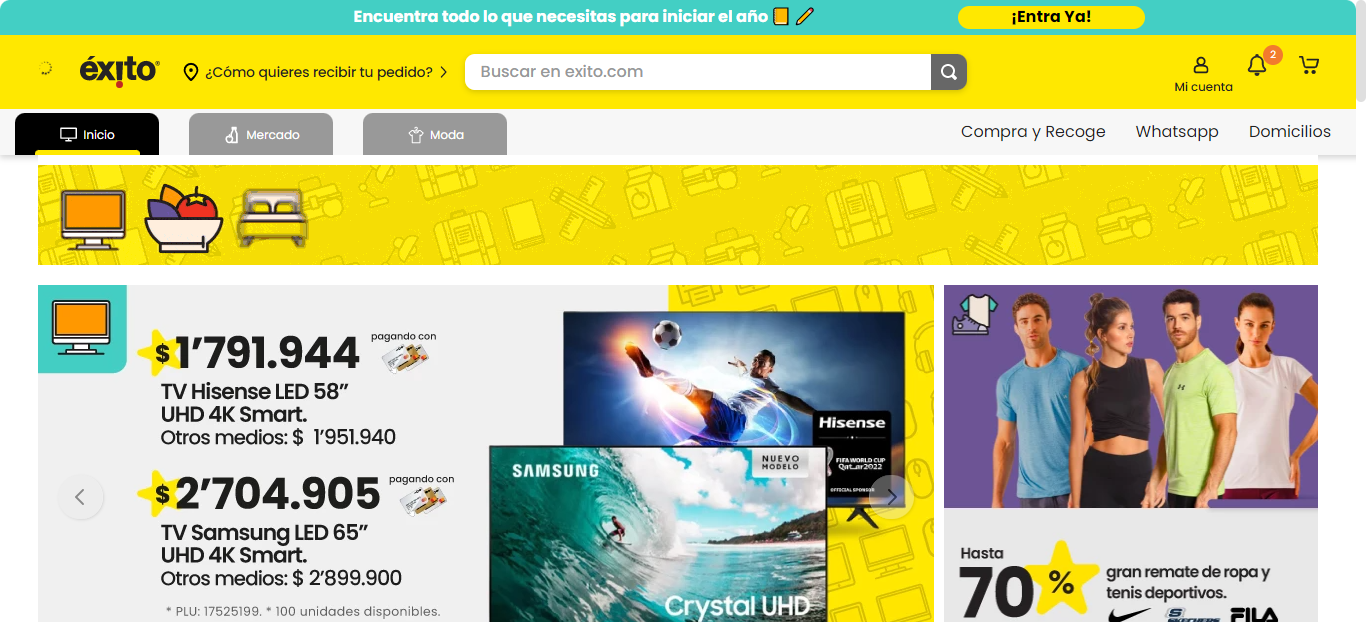 Encuentra todo lo que necesitas para iniciar el año
¡Entra Ya!
éxito
¿Cómo quieres recibir tu pedido?
Buscar en exito.com
2
Mi cuenta
Inicio
Mercado
Moda
Compra y Recoge
Whatsapp
Domicilios
$1’791.944
pagando con
TV Hisense LED 58”
UHD 4K Smart.
Otros medios: $ 1’951.940
$2’704.905
pagando con
TV Samsung LED 65”
UHD 4K Smart.
Otros medios: $ 2’899.900
* PLU: 17525199. * 100 unidades disponibles.
Hisense
FIFA WORLD CUP
Qatar2022
OFFICIAL SPONSOR
SAMSUNG
NUEVO
MODELO
Crystal UHD
Hasta
70%
gran remate de ropa y
tenis deportivos.
SKECHERS
FILA